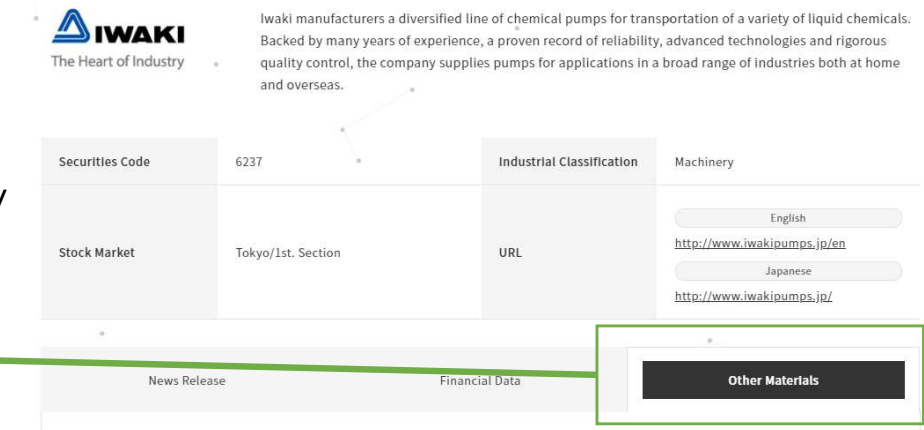 IWAKI
The Heart of Industry
Iwaki manufacturers a diversified line of chemical pumps for transportation of a variety of liquid chemicals.
Backed by many years of experience, a proven record of reliability, advanced technologies and rigorous
quality control, the company supplies pumps for applications in a broad range of industries both at home
and overseas.
Securities Code 6237 Industrial Classification Machinery
Stock Market Tokyo/1st. Section URL
English
http://www.iwakipumps.jp/en
Japanese
http://www.iwakipumps.jp/
News Release Financial Data Other Materials